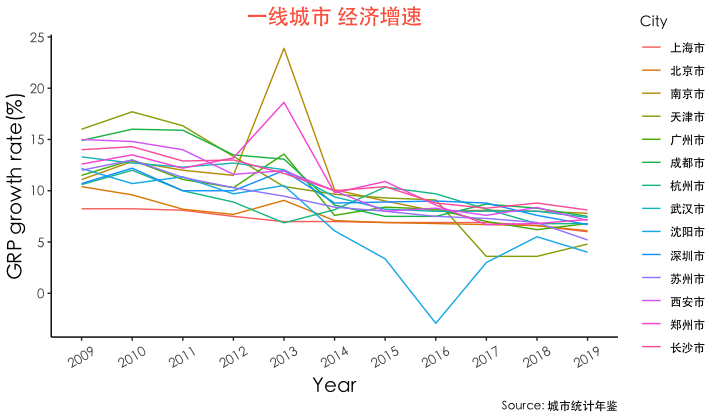 一线城市 经济增速
City
上海市
北京市
南京市
天津市
广州市
成都市
杭州市
武汉市
沈阳市
深圳市
苏州市
西安市
郑州市
长沙市
GRP growth rate(%)
25
20
15
10
5
0
2009 2010 2011 2012 2013 2014 2015 2016 2017 2018 2019
Year
Source: 城市统计年鉴